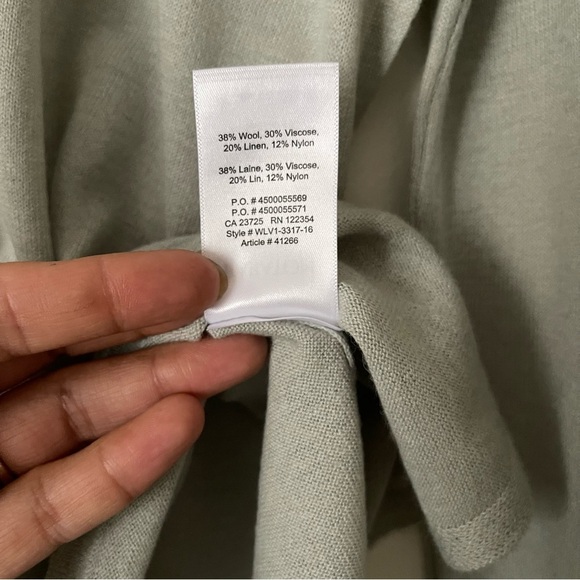 38% Wool, 30% Viscose,
20% Linen, 12% Nylon
38% Laine, 30% Viscose,
20% Lin, 12% Nylon
P.O. # 4500055569
P.O. # 4500055571
CA 23725 RN 122354
Style # WLV1-3317-16
Article # 41266